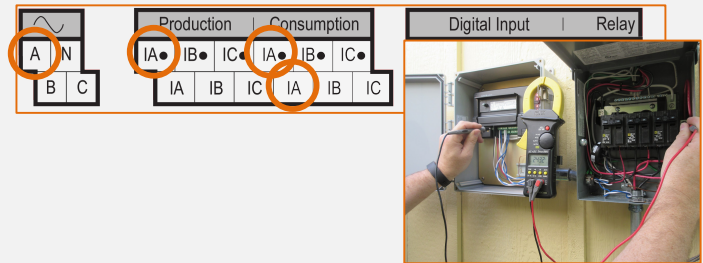 Production | Consumption Digital Input | Relay
A N IA● IB● IC● IA● IB● IC●
B C IA IB IC IA IB IC